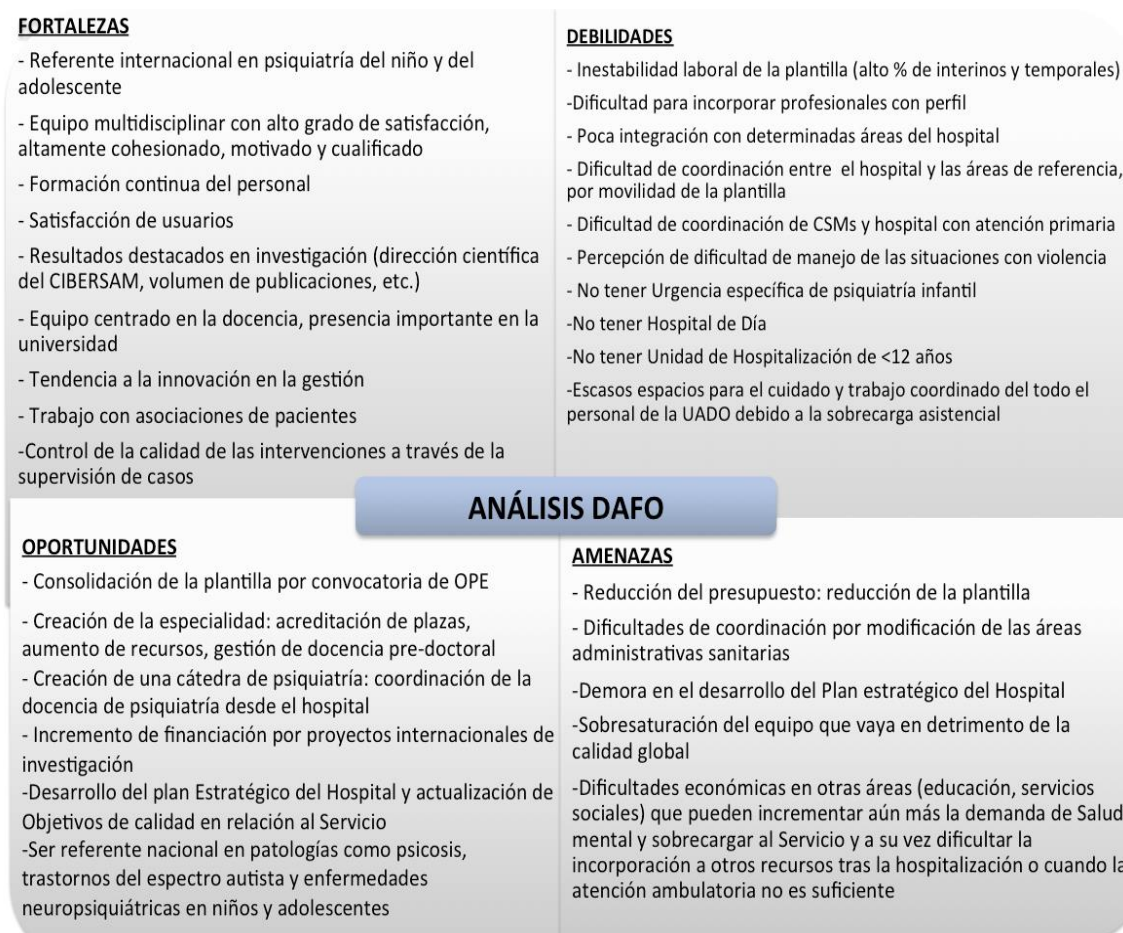 FORTALEZAS
- Referente internacional en psiquiatría del niño y del
adolescente
- Equipo multidisciplinar con alto grado de satisfacción,
altamente cohesionado, motivado y cualificado
- Formación continua del personal
- Satisfacción de usuarios
- Resultados destacados en investigación (dirección científica
del CIBERSAM, volumen de publicaciones, etc.)
- Equipo centrado en la docencia, presencia importante en la
universidad
- Tendencia a la innovación en la gestión
- Trabajo con asociaciones de pacientes
-Control de la calidad de las intervenciones a través de la
supervisión de casos
DEBILIDADES
- Inestabilidad laboral de la plantilla (alto % de interinos y temporales)
-Dificultad para incorporar profesionales con perfil
- Poca integración con determinadas áreas del hospital
- Dificultad de coordinación entre el hospital y las áreas de referencia,
por movilidad de la plantilla
- Dificultad de coordinación de CSMs y hospital con atención primaria
- Percepción de dificultad de manejo de las situaciones con violencia
- No tener Urgencia específica de psiquiatría infantil
-No tener Hospital de Día
-No tener Unidad de Hospitalización de <12 años
-Escasos espacios para el cuidado y trabajo coordinado del todo el
personal de la UADO debido a la sobrecarga asistencial
ANÁLISIS DAFO
OPORTUNIDADES
- Consolidación de la plantilla por convocatoria de OPE
- Creación de la especialidad: acreditación de plazas,
aumento de recursos, gestión de docencia pre-doctoral
- Creación de una cátedra de psiquiatría: coordinación de la
docencia de psiquiatría desde el hospital
- Incremento de financiación por proyectos internacionales de
investigación
-Desarrollo del plan Estratégico del Hospital y actualización de
Objetivos de calidad en relación al Servicio
-Ser referente nacional en patologías como psicosis,
trastornos del espectro autista y enfermedades
neuropsiquiátricas en niños y adolescentes
AMENAZAS
- Reducción del presupuesto: reducción de la plantilla
- Dificultades de coordinación por modificación de las áreas
administrativas sanitarias
-Demora en el desarrollo del Plan estratégico del Hospital
-Sobresaturación del equipo que vaya en detrimento de la
calidad global
-Dificultades económicas en otras áreas (educación, servicios
sociales) que pueden incrementar aún más la demanda de Salud
mental y sobrecargar al Servicio y a su vez dificultar la
incorporación a otros recursos tras la hospitalización o cuando la
atención ambulatoria no es suficiente